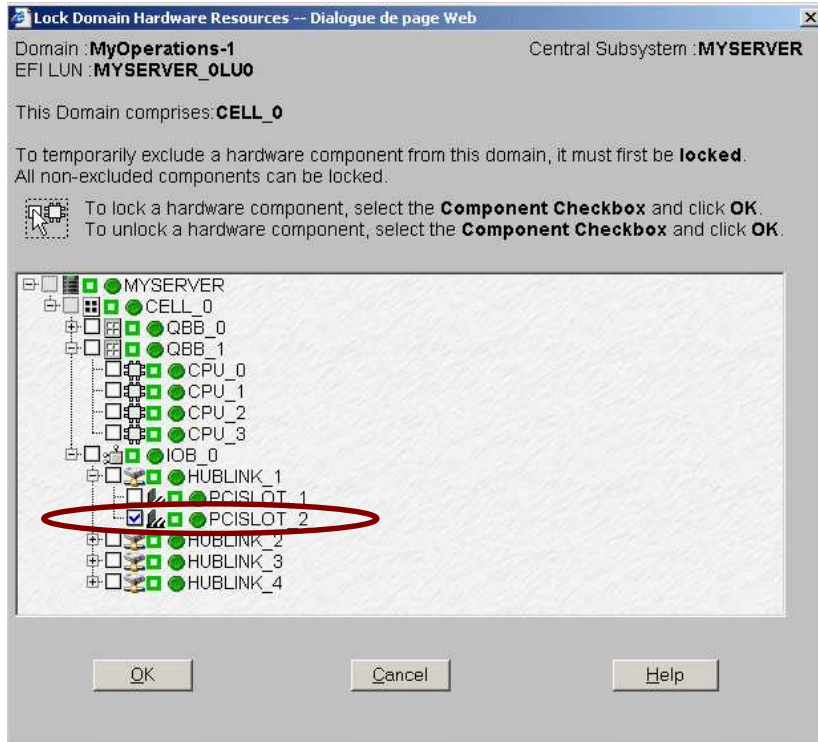 Lock Domain Hardware Resources -- Dialogue de page Web
Domain :MyOperations-1 Central Subsystem :MYSERVER
EFI LUN :MYSERVER_0LU0
This Domain comprises:CELL_0
To temporarily exclude a hardware component from this domain, it must first be locked.
All non-excluded components can be locked.
To lock a hardware component, select the Component Checkbox and click OK.
To unlock a hardware component, select the Component Checkbox and click OK.
MYSERVER
CELL_0
QBB_0
QBB_1
CPU_0
CPU_1
CPU_2
CPU_3
IOB_0
HUBLINK_1
PCISLOT_1
PCISLOT_2
HUBLINK_2
HUBLINK_3
HUBLINK_4
OK Cancel Help